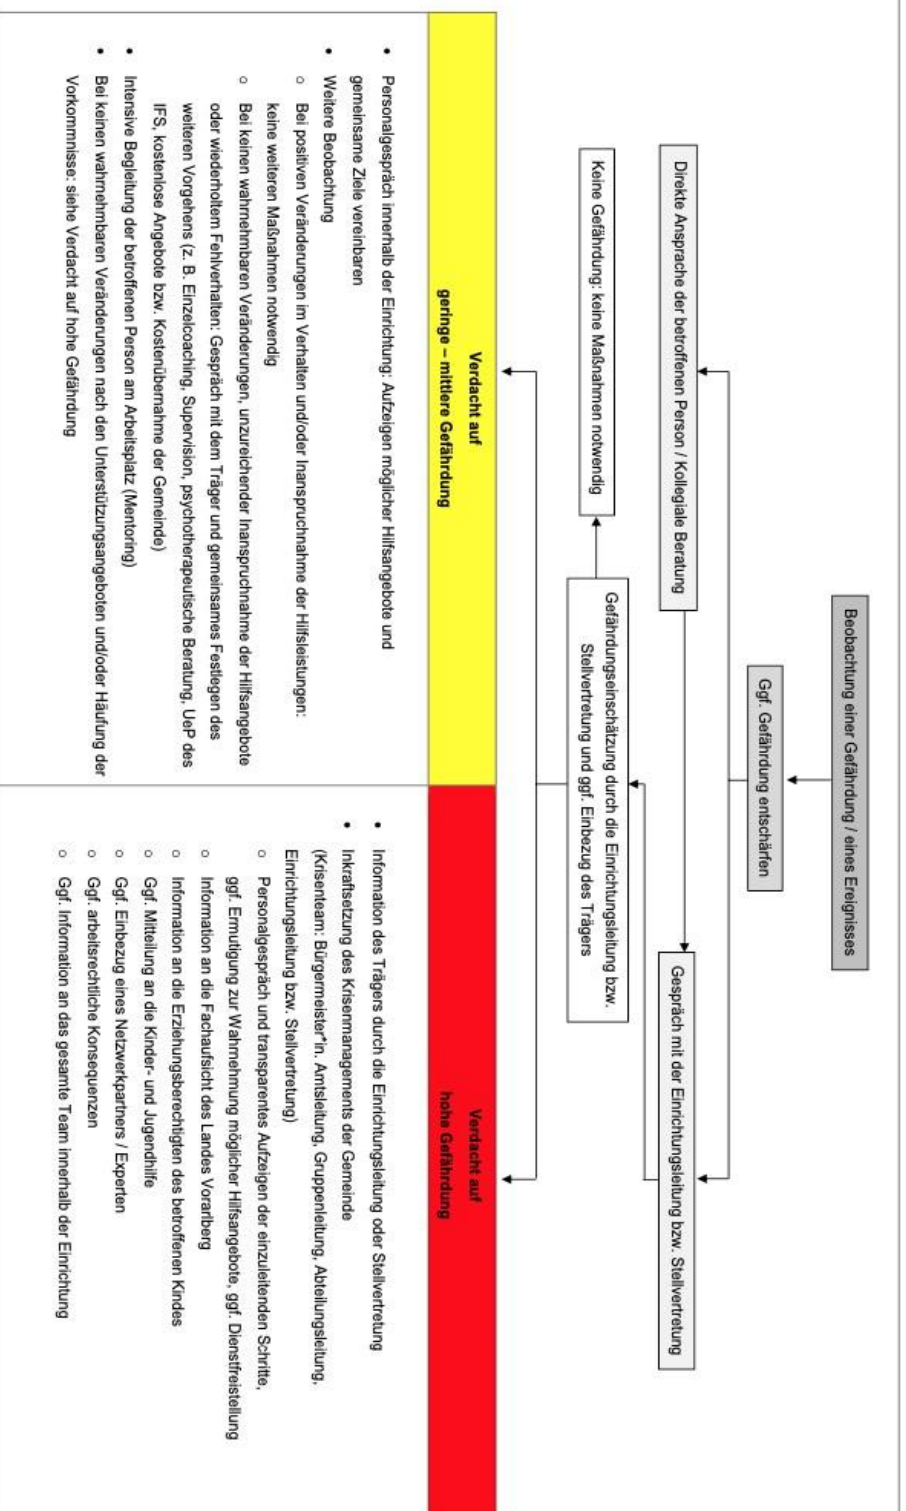 Beobachtung einer Gefährdung / eines Ereignisses
Ggf. Gefährdung entschärfen
Direkte Ansprache der betroffenen Person / Kollegiale Beratung
Gespräch mit der Einrichtungsleitung bzw. Stellvertretung
Gefährdungseinschätzung durch die Einrichtungsleitung bzw.
Stellvertretung und ggf. Einbezug des Trägers
Keine Gefährdung: keine Maßnahmen notwendig
Verdacht auf
geringe – mittlere Gefährdung
• Personalgespräch innerhalb der Einrichtung: Aufzeigen möglicher Hilfsangebote und
gemeinsame Ziele vereinbaren
• Weitere Beobachtung
○ Bei positiven Veränderungen im Verhalten und/oder Inanspruchnahme der Hilfsleistungen:
keine weiteren Maßnahmen notwendig
○ Bei keinen wahrnehmbaren Veränderungen, unzureichender Inanspruchnahme der Hilfsangebote
oder wiederholtem Fehlverhalten: Gespräch mit dem Träger und gemeinsames Festlegen des
weiteren Vorgehens (z. B. Einzelcoaching, Supervision, psychotherapeutische Beratung, UeP des
IFS, kostenlose Angebote bzw. Kostenübernahme der Gemeinde)
• Intensive Begleitung der betroffenen Person am Arbeitsplatz (Mentoring)
• Bei keinen wahrnehmbaren Veränderungen nach den Unterstützungsangeboten und/oder Häufung der
Vorkommnisse: siehe Verdacht auf hohe Gefährdung
Verdacht auf
hohe Gefährdung
• Information des Trägers durch die Einrichtungsleitung oder Stellvertretung
• Inkraftsetzung des Krisenmanagements der Gemeinde
(Krisenteam: Bürgermeister*in, Amtsleitung, Gruppenleitung, Abteilungsleitung,
Einrichtungsleitung bzw. Stellvertretung)
○ Personalgespräch und transparentes Aufzeigen der einzuleitenden Schritte,
ggf. Ermutigung zur Wahrnehmung möglicher Hilfsangebote, ggf. Dienstfreistellung
○ Information an die Fachaufsicht des Landes Vorarlberg
○ Information an die Erziehungsberechtigten des betroffenen Kindes
○ Ggf. Mitteilung an die Kinder- und Jugendhilfe
○ Ggf. Einbezug eines Netzwerkpartners / Experten
○ Ggf. arbeitsrechtliche Konsequenzen
○ Ggf. Information an das gesamte Team innerhalb der Einrichtung